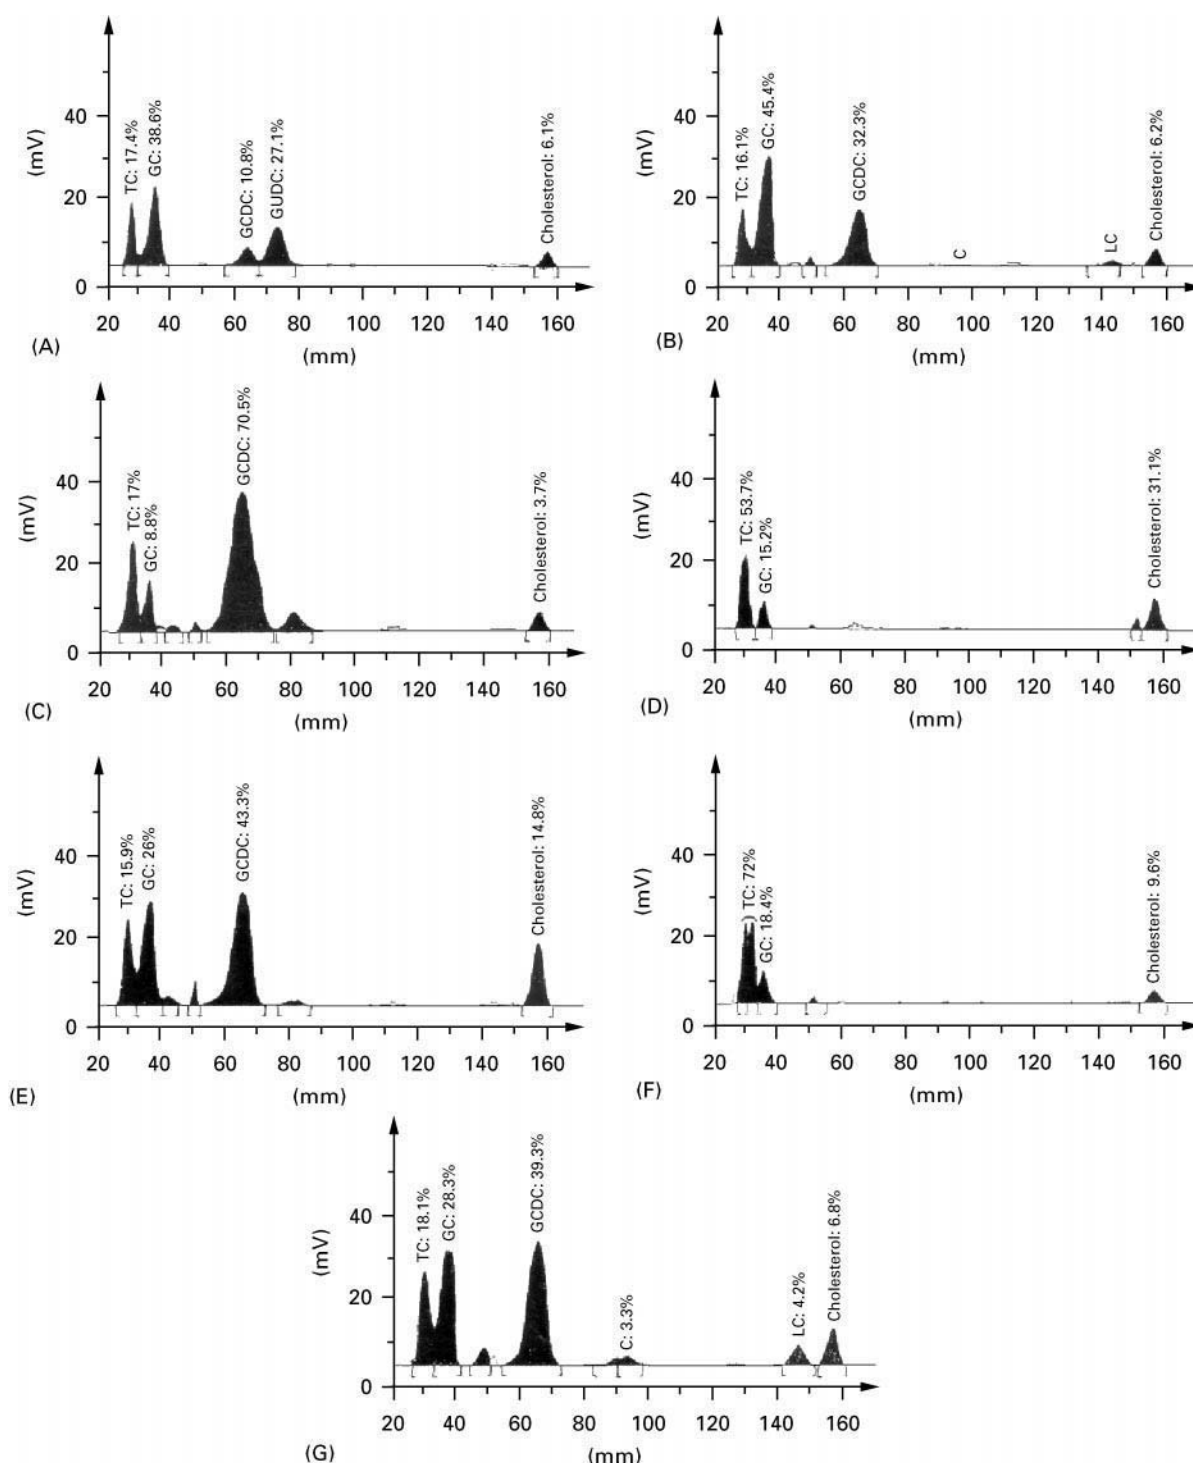 TC: 17.4%
GC: 38.6%
GCDC: 10.8%
GUDC: 27.1%
Cholesterol: 6.1%
(mV)
40
20
0
20 40 60 80 100 120 140 160
(A)
(mm)
TC: 16.1%
GC: 45.4%
GCDC: 32.3%
C
LC
Cholesterol: 6.2%
(mV)
40
20
0
20 40 60 80 100 120 140 160
(B)
(mm)
TC: 17%
GC: 8.8%
GCDC: 70.5%
Cholesterol: 3.7%
(mV)
40
20
0
20 40 60 80 100 120 140 160
(C)
(mm)
TC: 53.7%
GC: 15.2%
Cholesterol: 31.1%
(mV)
40
20
0
20 40 60 80 100 120 140 160
(D)
(mm)
TC: 15.9%
GC: 26%
GCDC: 43.3%
Cholesterol: 14.8%
(mV)
40
20
0
20 40 60 80 100 120 140 160
(E)
(mm)
TC: 72%
GC: 18.4%
Cholesterol: 9.6%
(mV)
40
20
0
20 40 60 80 100 120 140 160
(F)
(mm)
TC: 18.1%
GC: 28.3%
GCDC: 39.3%
C: 3.3%
LC: 4.2%
Cholesterol: 6.8%
(mV)
40
20
0
20 40 60 80 100 120 140 160
(G)
(mm)